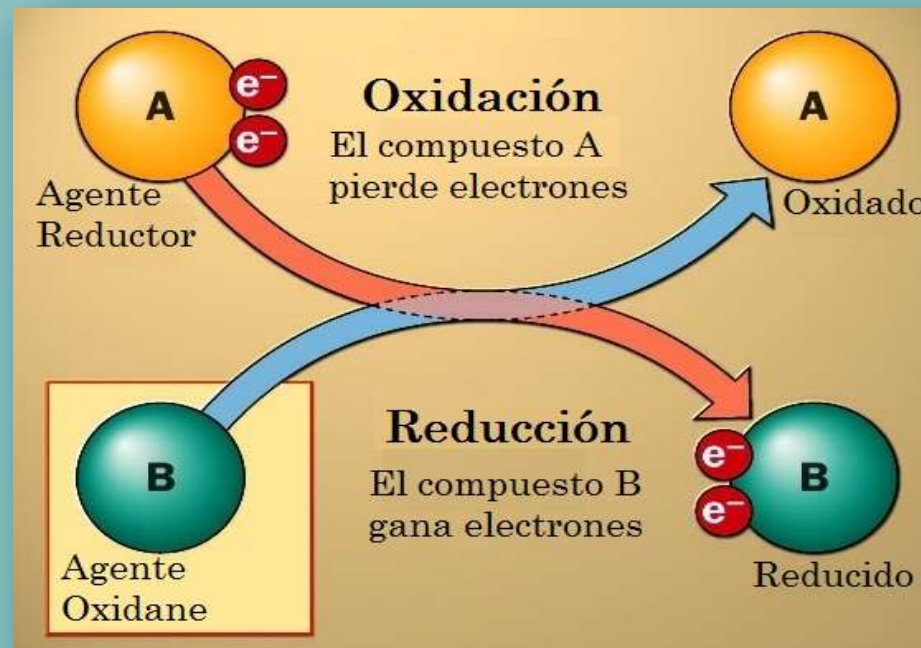 A
e⁻
e⁻
Agente
Reductor
Oxidación
El compuesto A
pierde electrones
A
Oxidado
B
Agente
Oxidane
Reducción
El compuesto B
gana electrones
e⁻
e⁻
B
Reducido